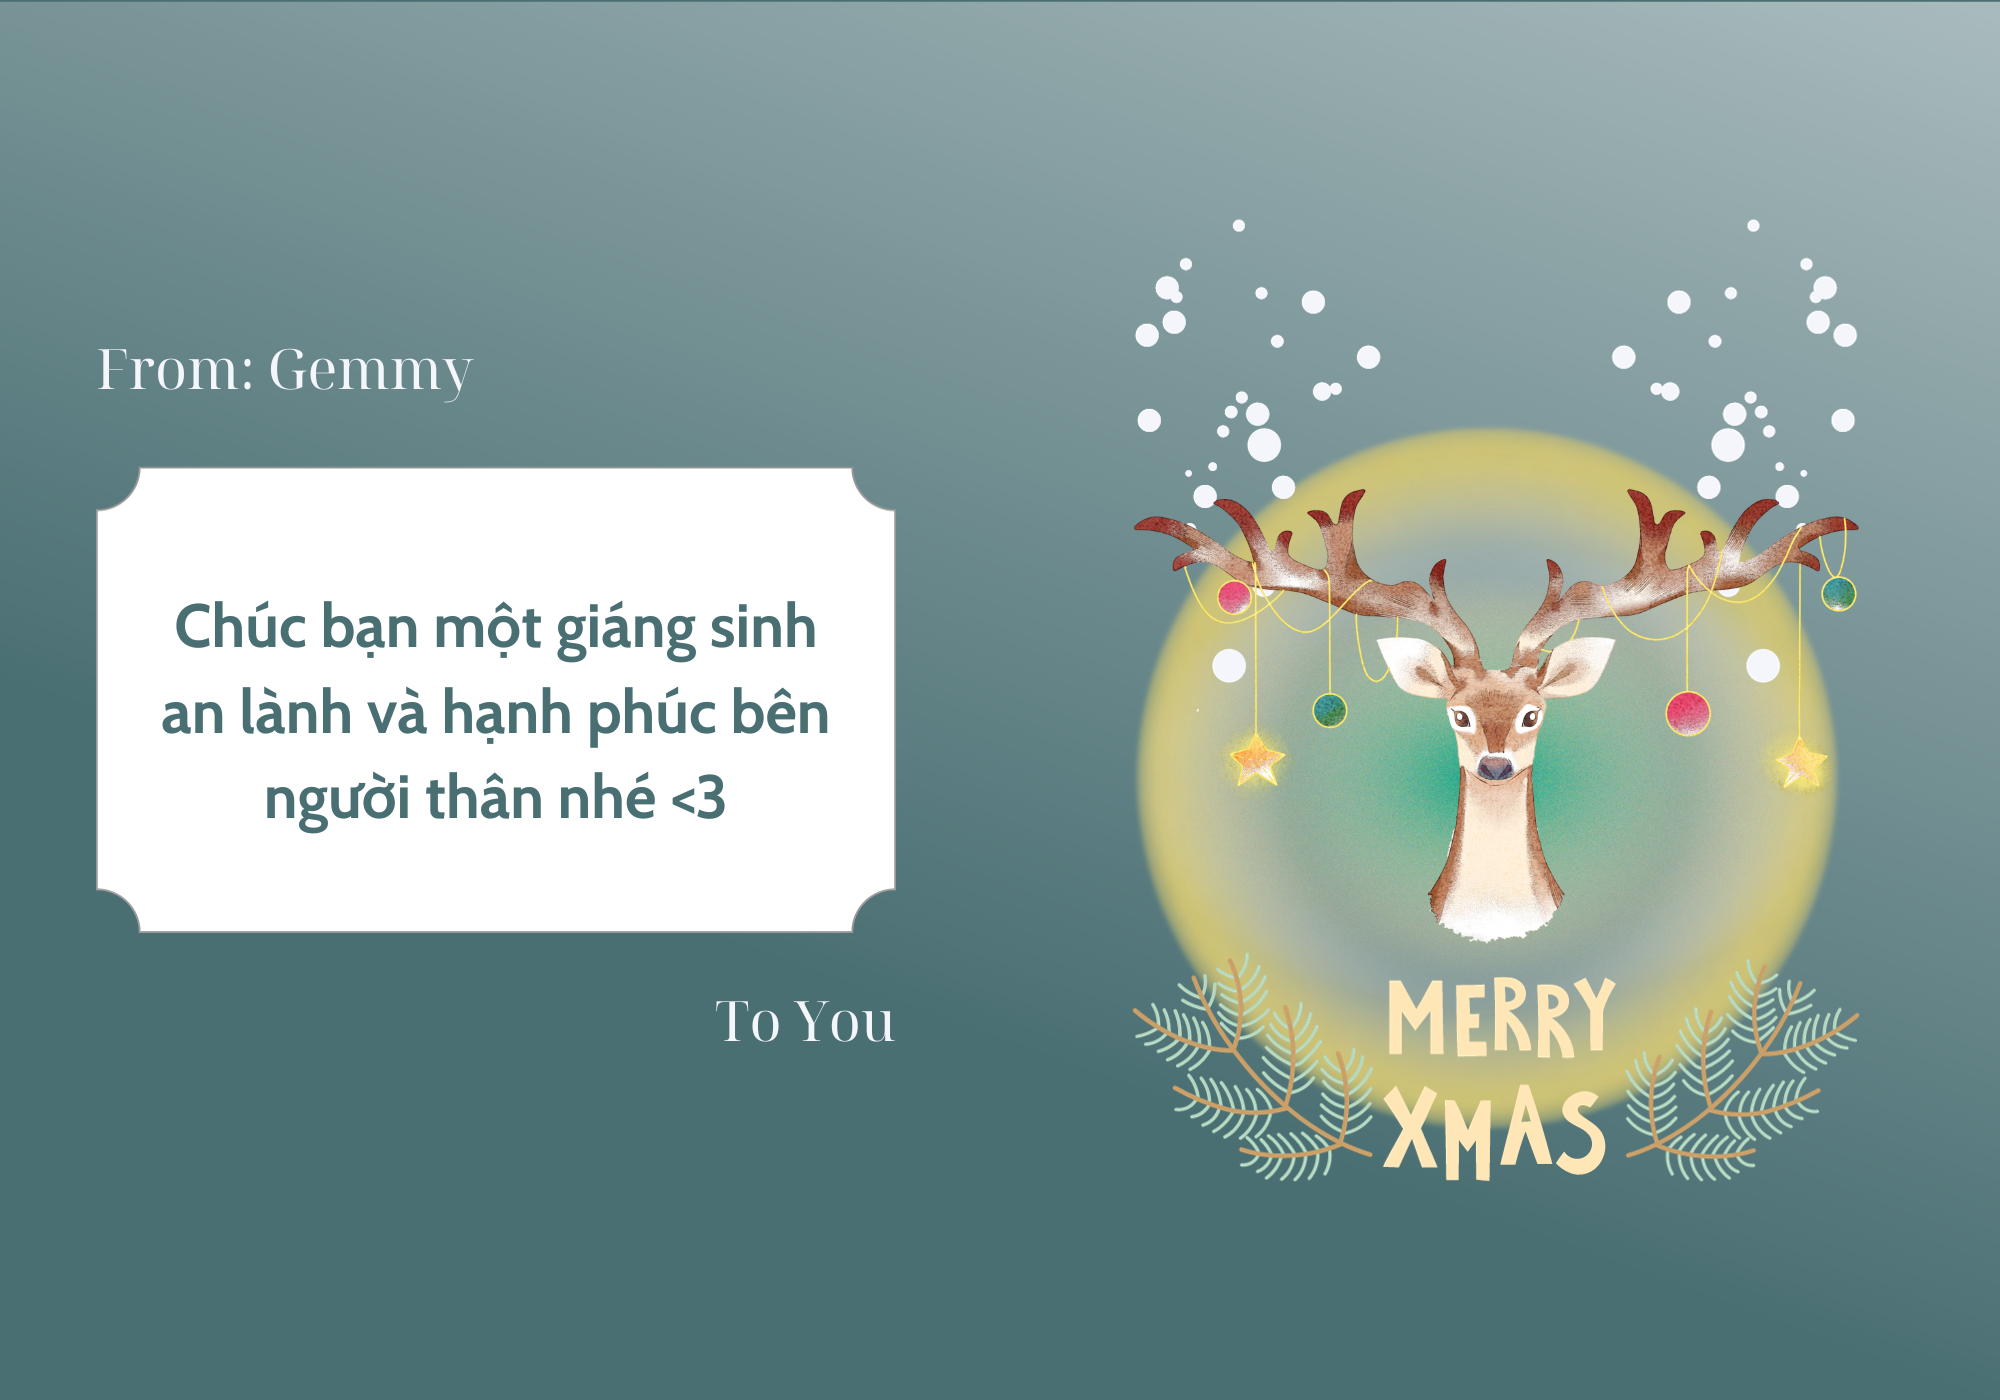 From: Gemmy
Chúc bạn một giáng sinh
an lành và hạnh phúc bên
người thân nhé <3
To You
MERRY
XMAS